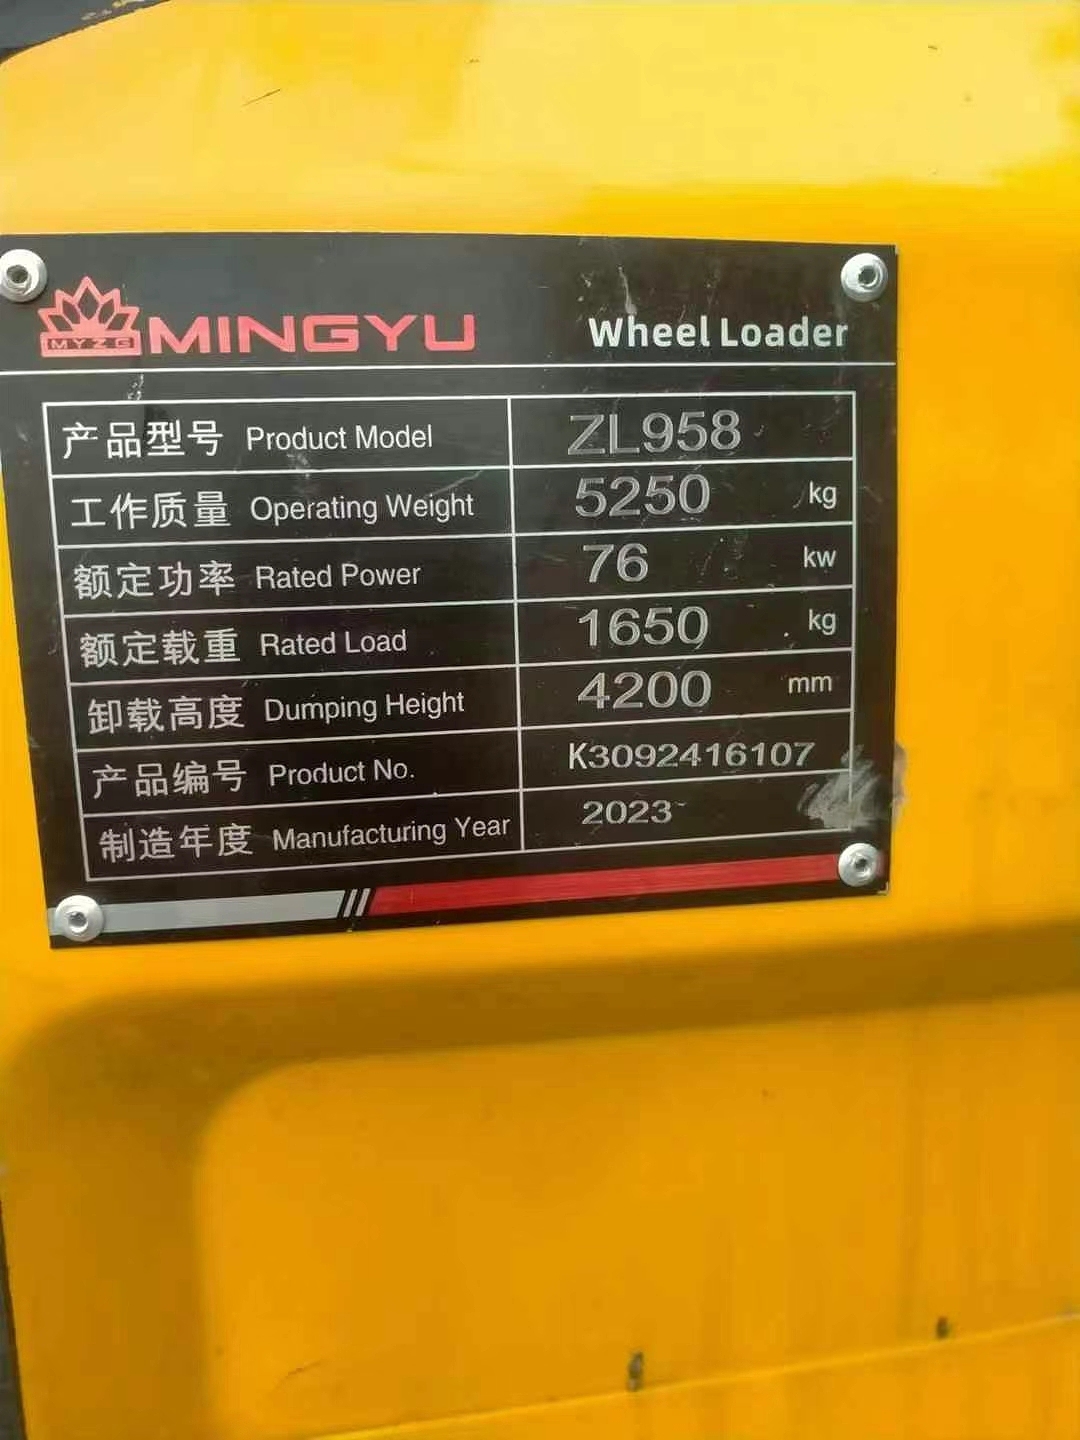 MYZG MINGYU Wheel Loader
产品型号 Product Model ZL958
工作质量 Operating Weight 5250 kg
额定功率 Rated Power 76 kw
额定载重 Rated Load 1650 kg
卸载高度 Dumping Height 4200 mm
产品编号 Product No. K3092416107
制造年度 Manufacturing Year 2023